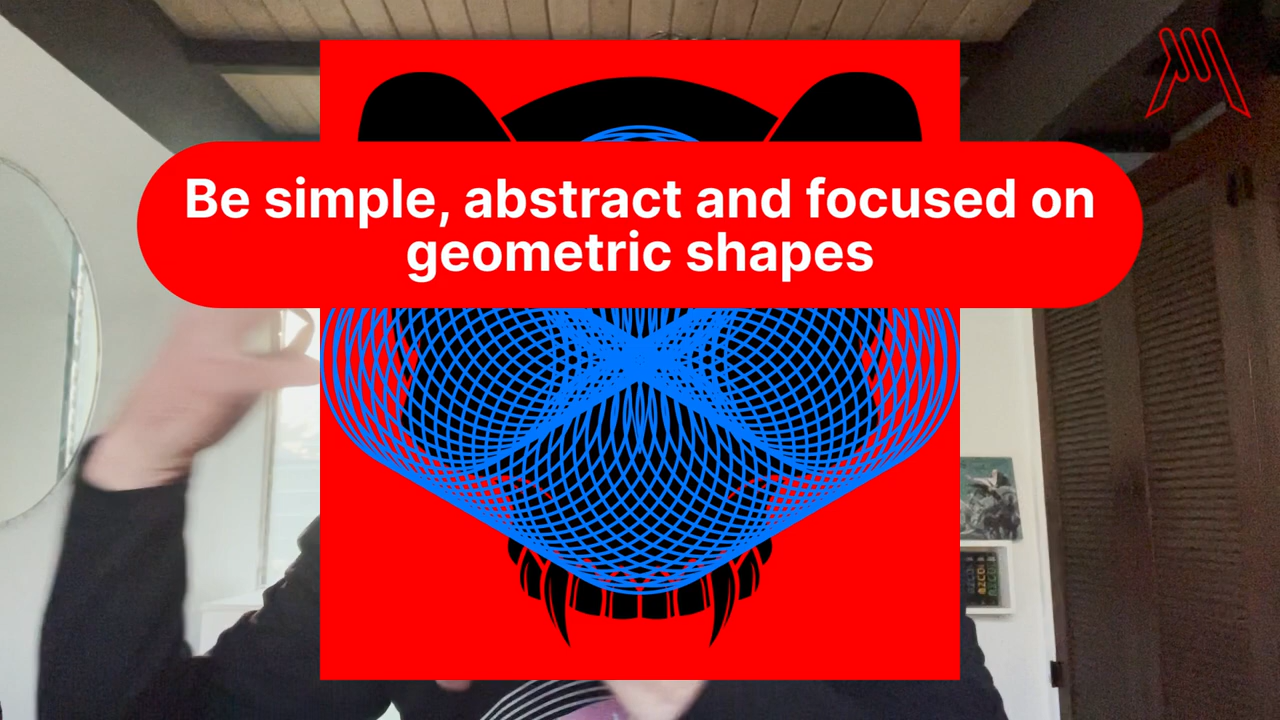 Be simple, abstract and focused on
geometric shapes